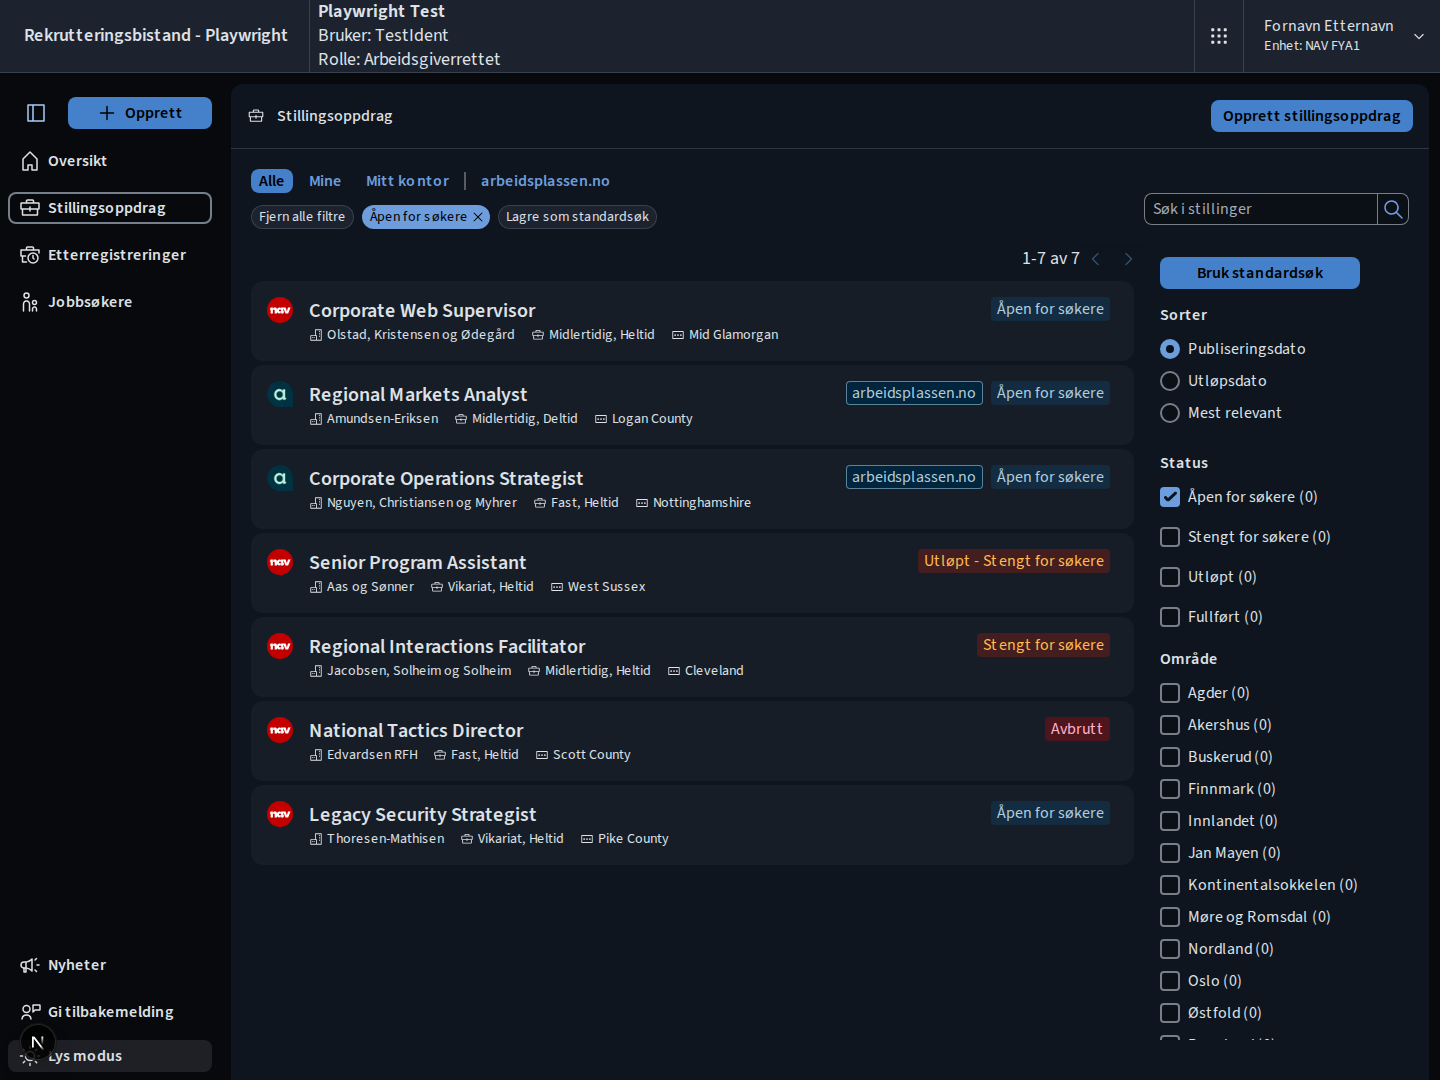 Rekrutteringsbistand - Playwright
Playwright Test
Bruker: TestIdent
Rolle: Arbeidsgiverrettet
Fornavn Etternavn
Enhet: NAV FYA1
Opprett
Oversikt
Stillingsoppdrag
Etterregistreringer
Jobbsøkere
Nyheter
Gi tilbakemelding
N
Lys modus
Stillingsoppdrag
Opprett stillingsoppdrag
Alle Mine Mitt kontor arbeidsplassen.no
Fjern alle filtre Åpen for søkere Lagre som standardsøk
Søk i stillinger
1-7 av 7
nav Corporate Web Supervisor Åpen for søkere
Olstad, Kristensen og Ødegård Midlertidig, Heltid Mid Glamorgan
a Regional Markets Analyst arbeidsplassen.no Åpen for søkere
Amundsen-Eriksen Midlertidig, Deltid Logan County
a Corporate Operations Strategist arbeidsplassen.no Åpen for søkere
Nguyen, Christiansen og Myhrer Fast, Heltid Nottinghamshire
nav Senior Program Assistant Utløpt - Stengt for søkere
Aas og Sønner Vikariat, Heltid West Sussex
nav Regional Interactions Facilitator Stengt for søkere
Jacobsen, Solheim og Solheim Midlertidig, Heltid Cleveland
nav National Tactics Director Avbrutt
Edvardsen RFH Fast, Heltid Scott County
nav Legacy Security Strategist Åpen for søkere
Thoresen-Mathisen Vikariat, Heltid Pike County
Bruk standardsøk
Sorter
Publiseringsdato
Utløpsdato
Mest relevant
Status
Åpen for søkere (0)
Stengt for søkere (0)
Utløpt (0)
Fullført (0)
Område
Agder (0)
Akershus (0)
Buskerud (0)
Finnmark (0)
Innlandet (0)
Jan Mayen (0)
Kontinentalsokkelen (0)
Møre og Romsdal (0)
Nordland (0)
Oslo (0)
Østfold (0)